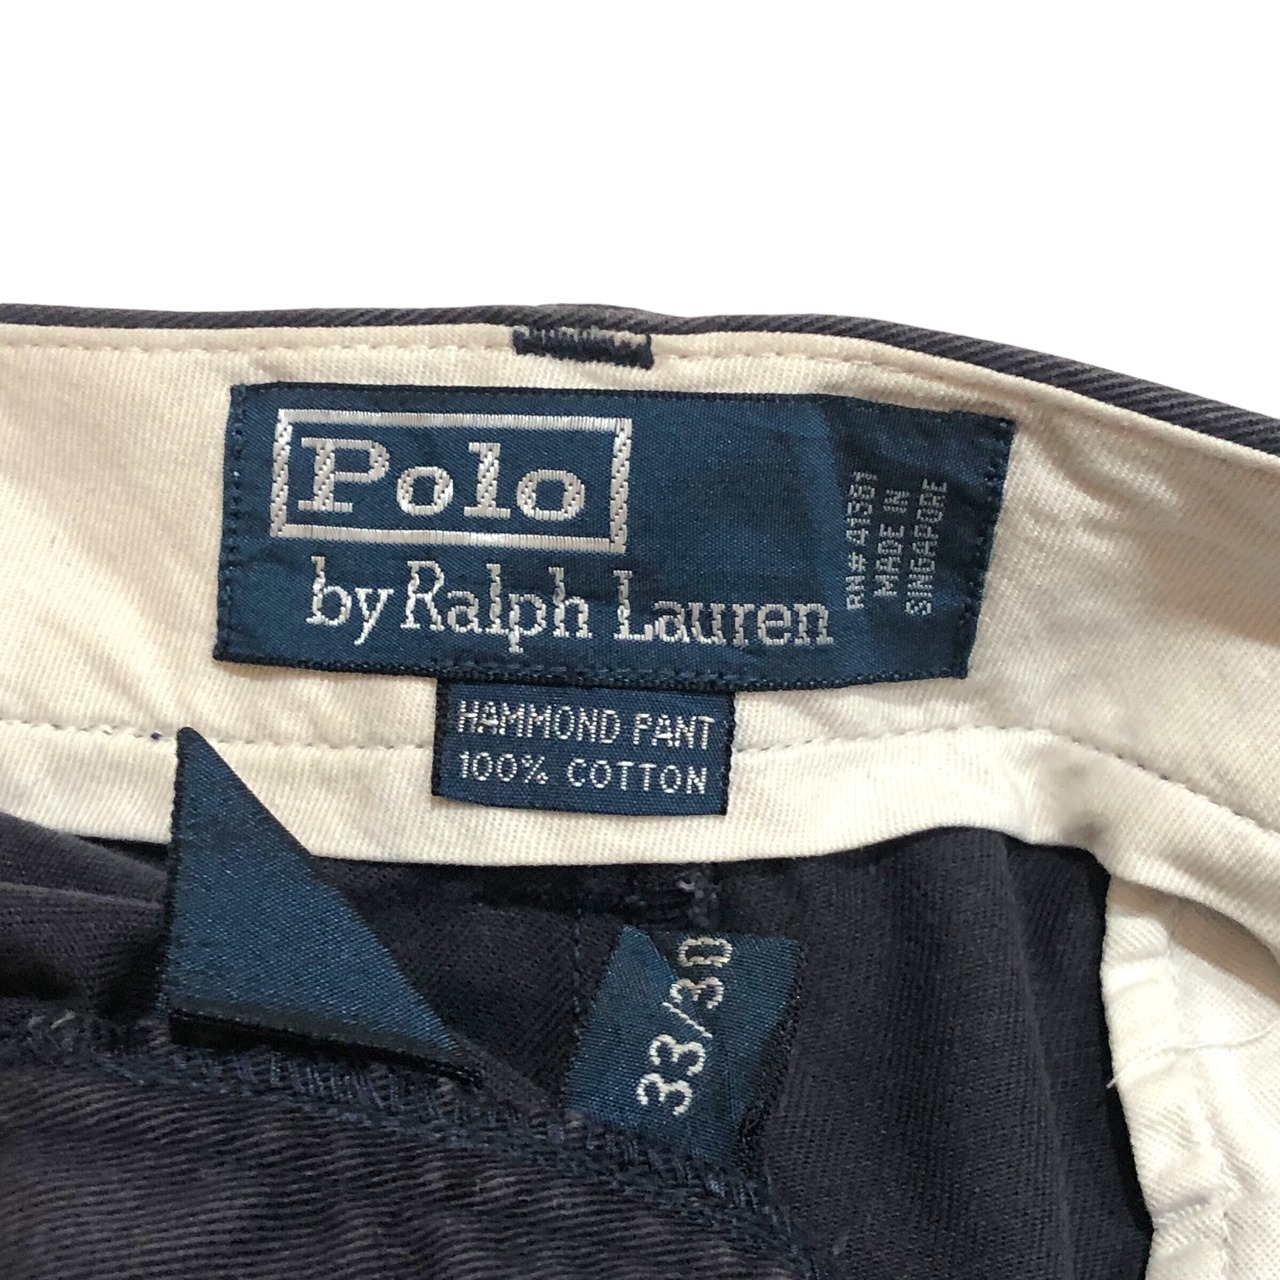 Polo
by Ralph Lauren
RN# 41381
MADE IN
SINGAPORE
HAMMOND PANT
100% COTTON
33/30